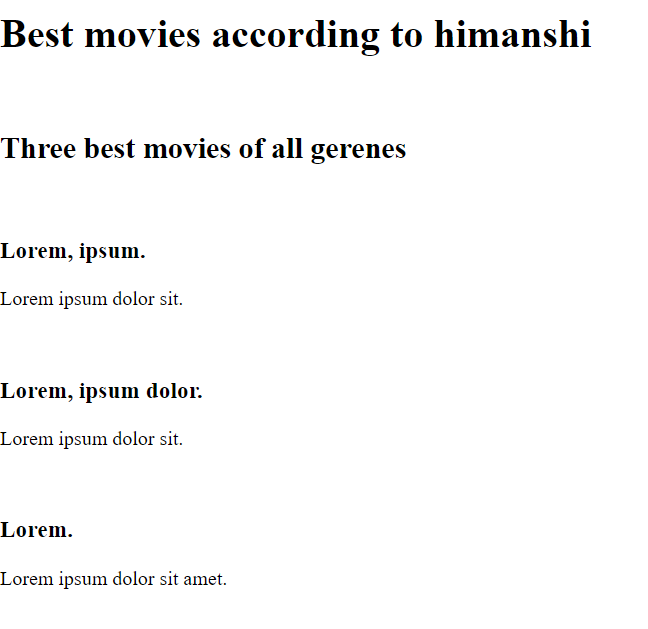 Best movies according to himanshi
Three best movies of all gerenes
Lorem, ipsum.
Lorem ipsum dolor sit.
Lorem, ipsum dolor.
Lorem ipsum dolor sit.
Lorem.
Lorem ipsum dolor sit amet.